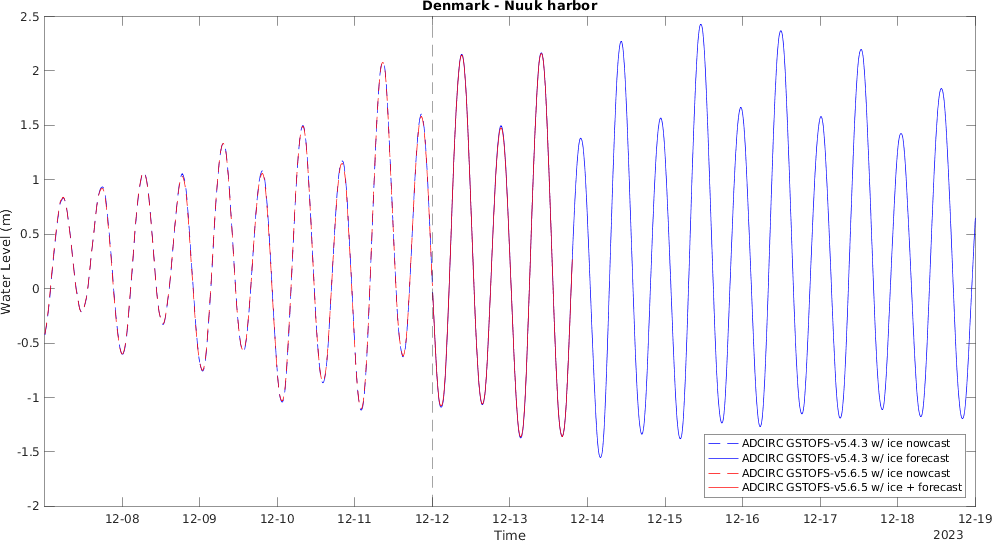 Denmark - Nuuk harbor
2.5
2
1.5
1
0.5
0
-0.5
-1
-1.5
-2
Water Level (m)
ADCIRC GSTOFS-v5.4.3 w/ ice nowcast
ADCIRC GSTOFS-v5.4.3 w/ ice forecast
ADCIRC GSTOFS-v5.6.5 w/ ice nowcast
ADCIRC GSTOFS-v5.6.5 w/ ice + forecast
12-08 12-09 12-10 12-11 12-12 12-13 12-14 12-15 12-16 12-17 12-18 12-19
Time
2023